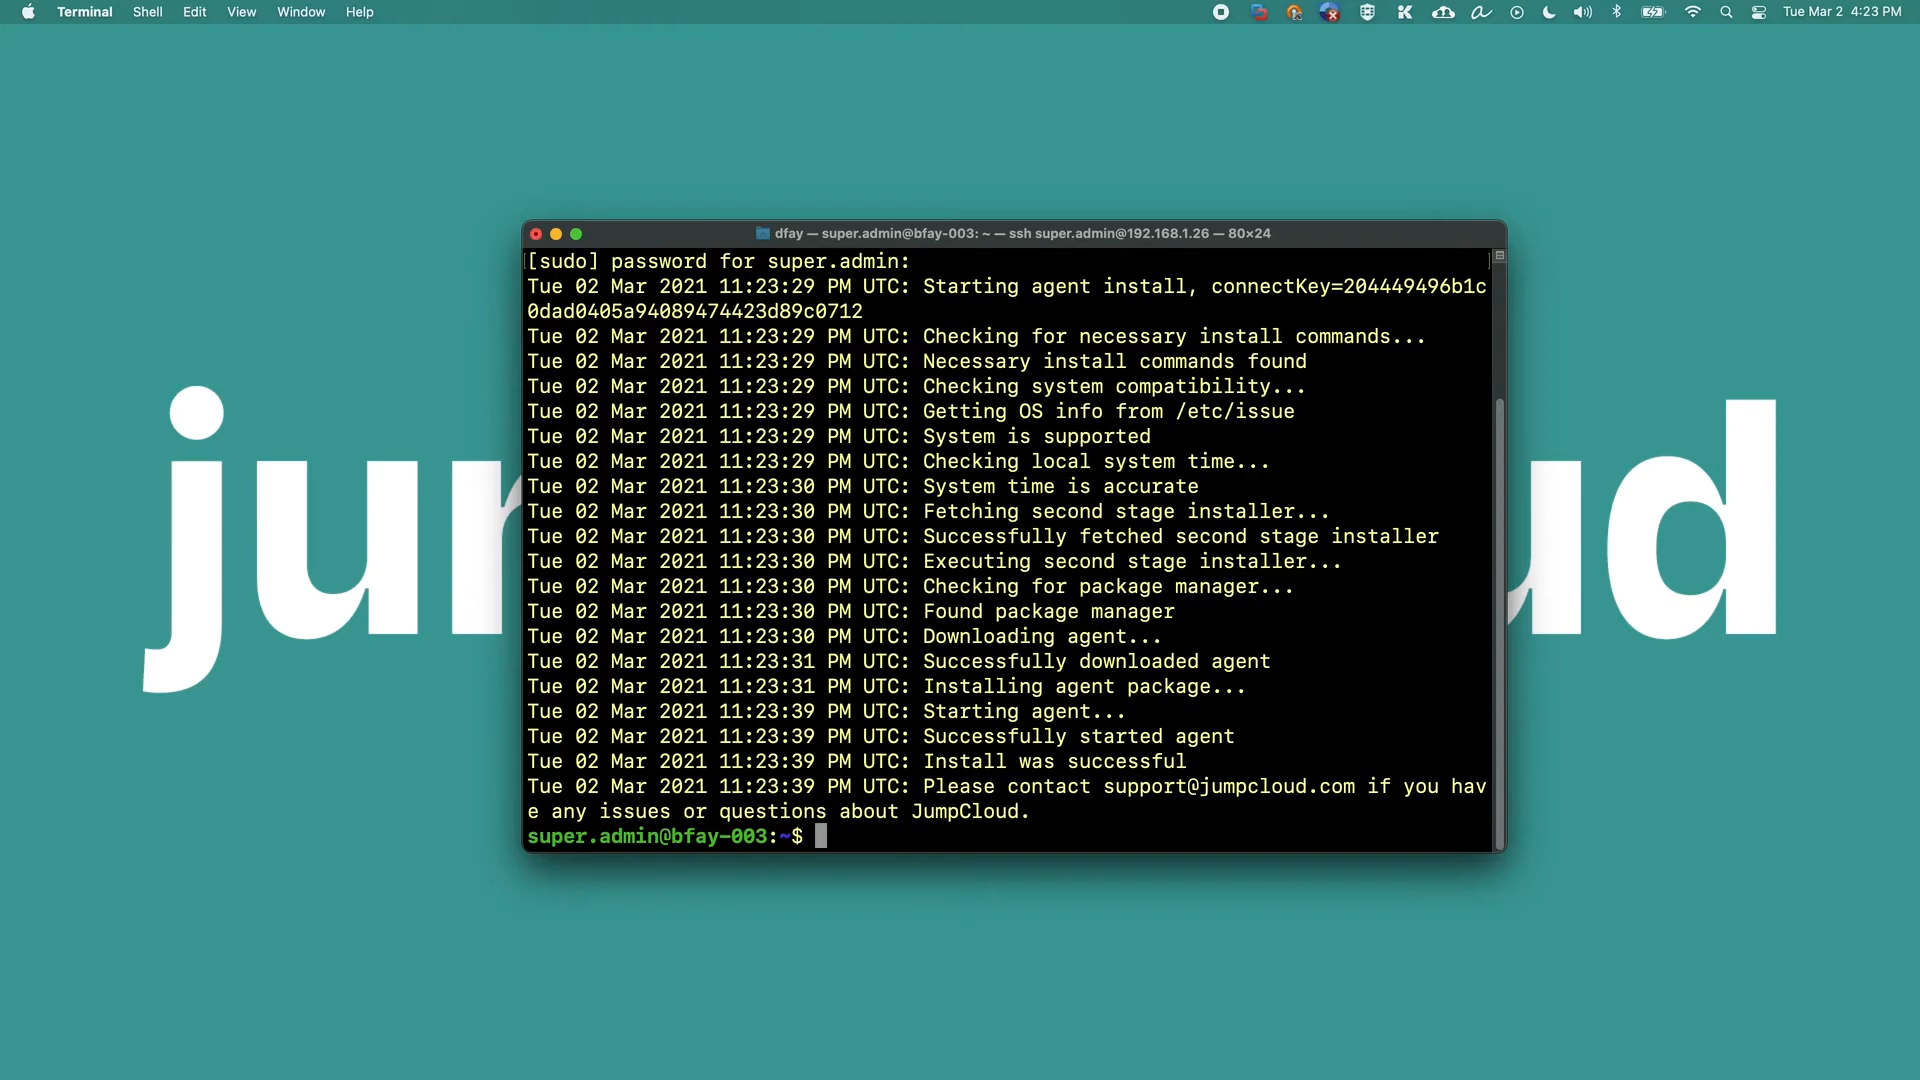 Terminal Shell Edit View Window Help Tue Mar 2 4:23 PM
dfay — super.admin@bfay-003: ~ — ssh super.admin@192.168.1.26 — 80×24
[[sudo] password for super.admin: ]
Tue 02 Mar 2021 11:23:29 PM UTC: Starting agent install, connectKey=204449496b1c
0dad0405a94089474423d89c0712
Tue 02 Mar 2021 11:23:29 PM UTC: Checking for necessary install commands...
Tue 02 Mar 2021 11:23:29 PM UTC: Necessary install commands found
Tue 02 Mar 2021 11:23:29 PM UTC: Checking system compatibility...
Tue 02 Mar 2021 11:23:29 PM UTC: Getting OS info from /etc/issue
Tue 02 Mar 2021 11:23:29 PM UTC: System is supported
Tue 02 Mar 2021 11:23:29 PM UTC: Checking local system time...
Tue 02 Mar 2021 11:23:30 PM UTC: System time is accurate
Tue 02 Mar 2021 11:23:30 PM UTC: Fetching second stage installer...
Tue 02 Mar 2021 11:23:30 PM UTC: Successfully fetched second stage installer
Tue 02 Mar 2021 11:23:30 PM UTC: Executing second stage installer...
Tue 02 Mar 2021 11:23:30 PM UTC: Checking for package manager...
Tue 02 Mar 2021 11:23:30 PM UTC: Found package manager
Tue 02 Mar 2021 11:23:30 PM UTC: Downloading agent...
Tue 02 Mar 2021 11:23:31 PM UTC: Successfully downloaded agent
Tue 02 Mar 2021 11:23:31 PM UTC: Installing agent package...
Tue 02 Mar 2021 11:23:39 PM UTC: Starting agent...
Tue 02 Mar 2021 11:23:39 PM UTC: Successfully started agent
Tue 02 Mar 2021 11:23:39 PM UTC: Install was successful
Tue 02 Mar 2021 11:23:39 PM UTC: Please contact support@jumpcloud.com if you hav
e any issues or questions about JumpCloud.
super.admin@bfay-003:~$